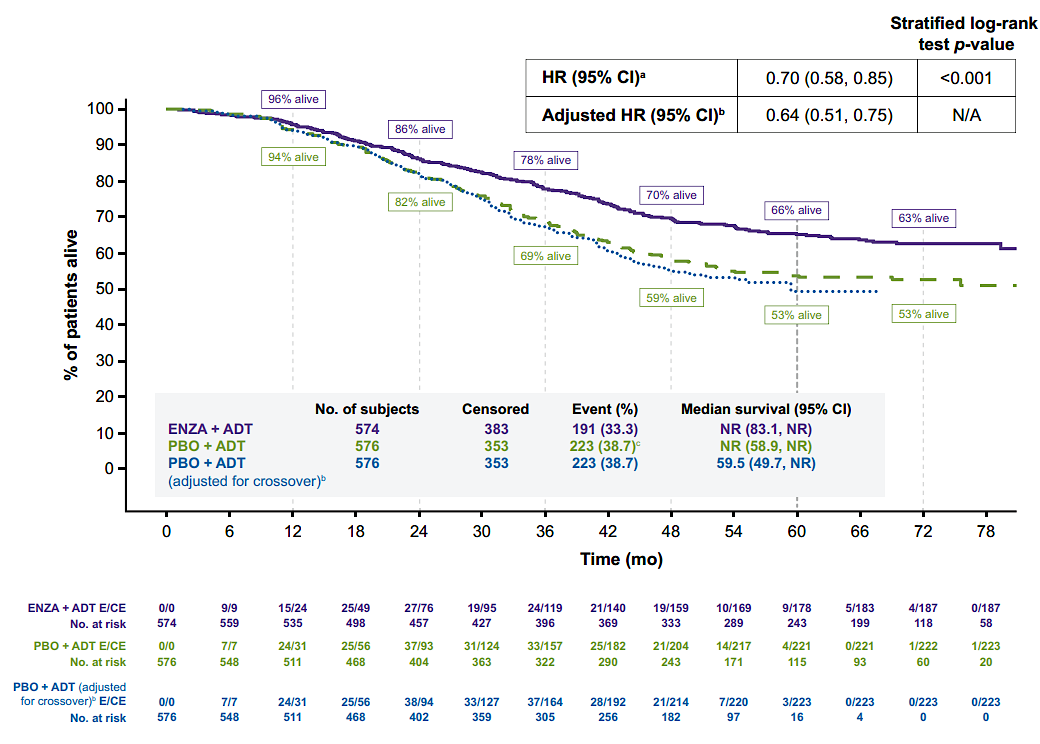 Stratified log-rank
test p-value
HR (95% CI)ᵃ 0.70 (0.58, 0.85) <0.001
Adjusted HR (95% CI)ᵇ 0.64 (0.51, 0.75) N/A
% of patients alive
100
90
80
70
60
50
40
30
20
10
0
96% alive
86% alive
78% alive
70% alive
66% alive
63% alive
94% alive
82% alive
69% alive
59% alive
53% alive
53% alive
No. of subjects Censored Event (%) Median survival (95% CI)
ENZA + ADT 574 383 191 (33.3) NR (83.1, NR)
PBO + ADT 576 353 223 (38.7)ᶜ NR (58.9, NR)
PBO + ADT 576 353 223 (38.7) 59.5 (49.7, NR)
(adjusted for crossover)ᵇ
0 6 12 18 24 30 36 42 48 54 60 66 72 78
Time (mo)
ENZA + ADT E/CE 0/0 9/9 15/24 25/49 27/76 19/95 24/119 21/140 19/159 10/169 9/178 5/183 4/187 0/187
No. at risk 574 559 535 498 457 427 396 369 333 289 243 199 118 58
PBO + ADT E/CE 0/0 7/7 24/31 25/56 37/93 31/124 33/157 25/182 21/204 14/217 4/221 0/221 1/222 1/223
No. at risk 576 548 511 468 404 363 322 290 243 171 115 93 60 20
PBO + ADT (adjusted
for crossover)ᵇ E/CE 0/0 7/7 24/31 25/56 38/94 33/127 37/164 28/192 21/214 7/220 3/223 0/223 0/223 0/223
No. at risk 576 548 511 468 402 359 305 256 182 97 16 4 0 0